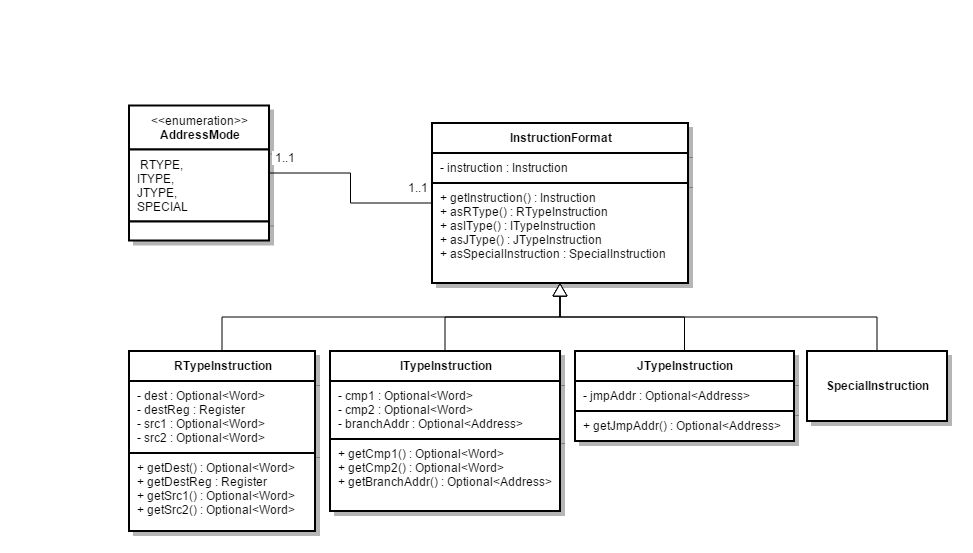 <<enumeration>>
AddressMode
RTYPE,
ITYPE,
JTYPE,
SPECIAL
1..1
1..1
InstructionFormat
- instruction : Instruction
+ getInstruction() : Instruction
+ asRType() : RTypeInstruction
+ asIType() : ITypeInstruction
+ asJType() : JTypeInstruction
+ asSpecialInstruction : SpecialInstruction
RTypeInstruction
- dest : Optional<Word>
- destReg : Register
- src1 : Optional<Word>
- src2 : Optional<Word>
+ getDest() : Optional<Word>
+ getDestReg : Register
+ getSrc1() : Optional<Word>
+ getSrc2() : Optional<Word>
ITypeInstruction
- cmp1 : Optional<Word>
- cmp2 : Optional<Word>
- branchAddr : Optional<Address>
+ getCmp1() : Optional<Word>
+ getCmp2() : Optional<Word>
+ getBranchAddr() : Optional<Address>
JTypeInstruction
- jmpAddr : Optional<Address>
+ getJmpAddr() : Optional<Address>
SpecialInstruction